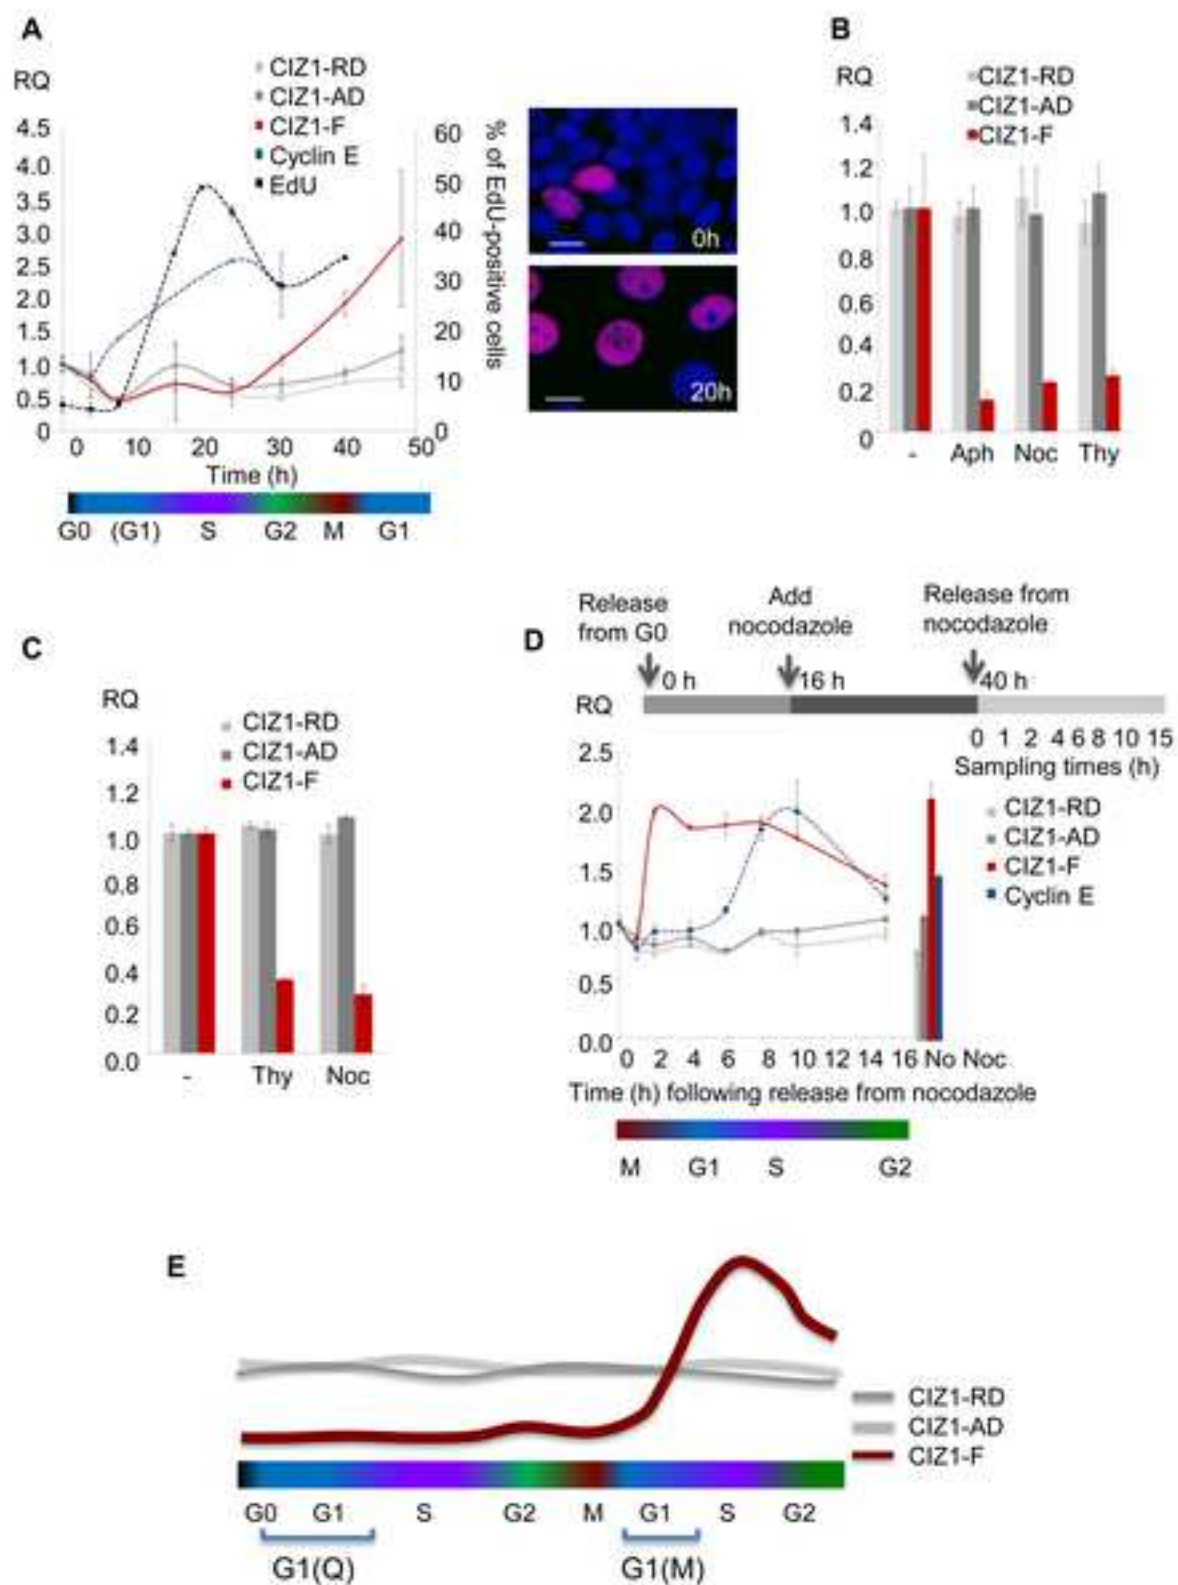 A
RQ
CIZ1-RD
CIZ1-AD
CIZ1-F
Cyclin E
EdU
4.5
4.0
3.5
3.0
2.5
2.0
1.5
1.0
0.5
0
60
50
40
30
20
10
0
% of EdU-positive cells
0 10 20 30 40 50
Time (h)
G0 (G1) S G2 M G1
0h
20h
B
RQ
CIZ1-RD
CIZ1-AD
CIZ1-F
1.4
1.2
1.0
0.8
0.6
0.4
0.2
0
- Aph Noc Thy
C
RQ
CIZ1-RD
CIZ1-AD
CIZ1-F
1.4
1.2
1.0
0.8
0.6
0.4
0.2
0.0
- Thy Noc
D
Release
from G0
Add
nocodazole
Release from
nocodazole
0 h 16 h 40 h
0 1 2 4 6 8 10 15
Sampling times (h)
RQ
2.5
2.0
1.5
1.0
0.5
0.0
CIZ1-RD
CIZ1-AD
CIZ1-F
Cyclin E
0 2 4 6 8 10 12 14 16 No Noc
Time (h) following release from nocodazole
M G1 S G2
E
CIZ1-RD
CIZ1-AD
CIZ1-F
G0 G1 S G2 M G1 S G2
G1(Q) G1(M)